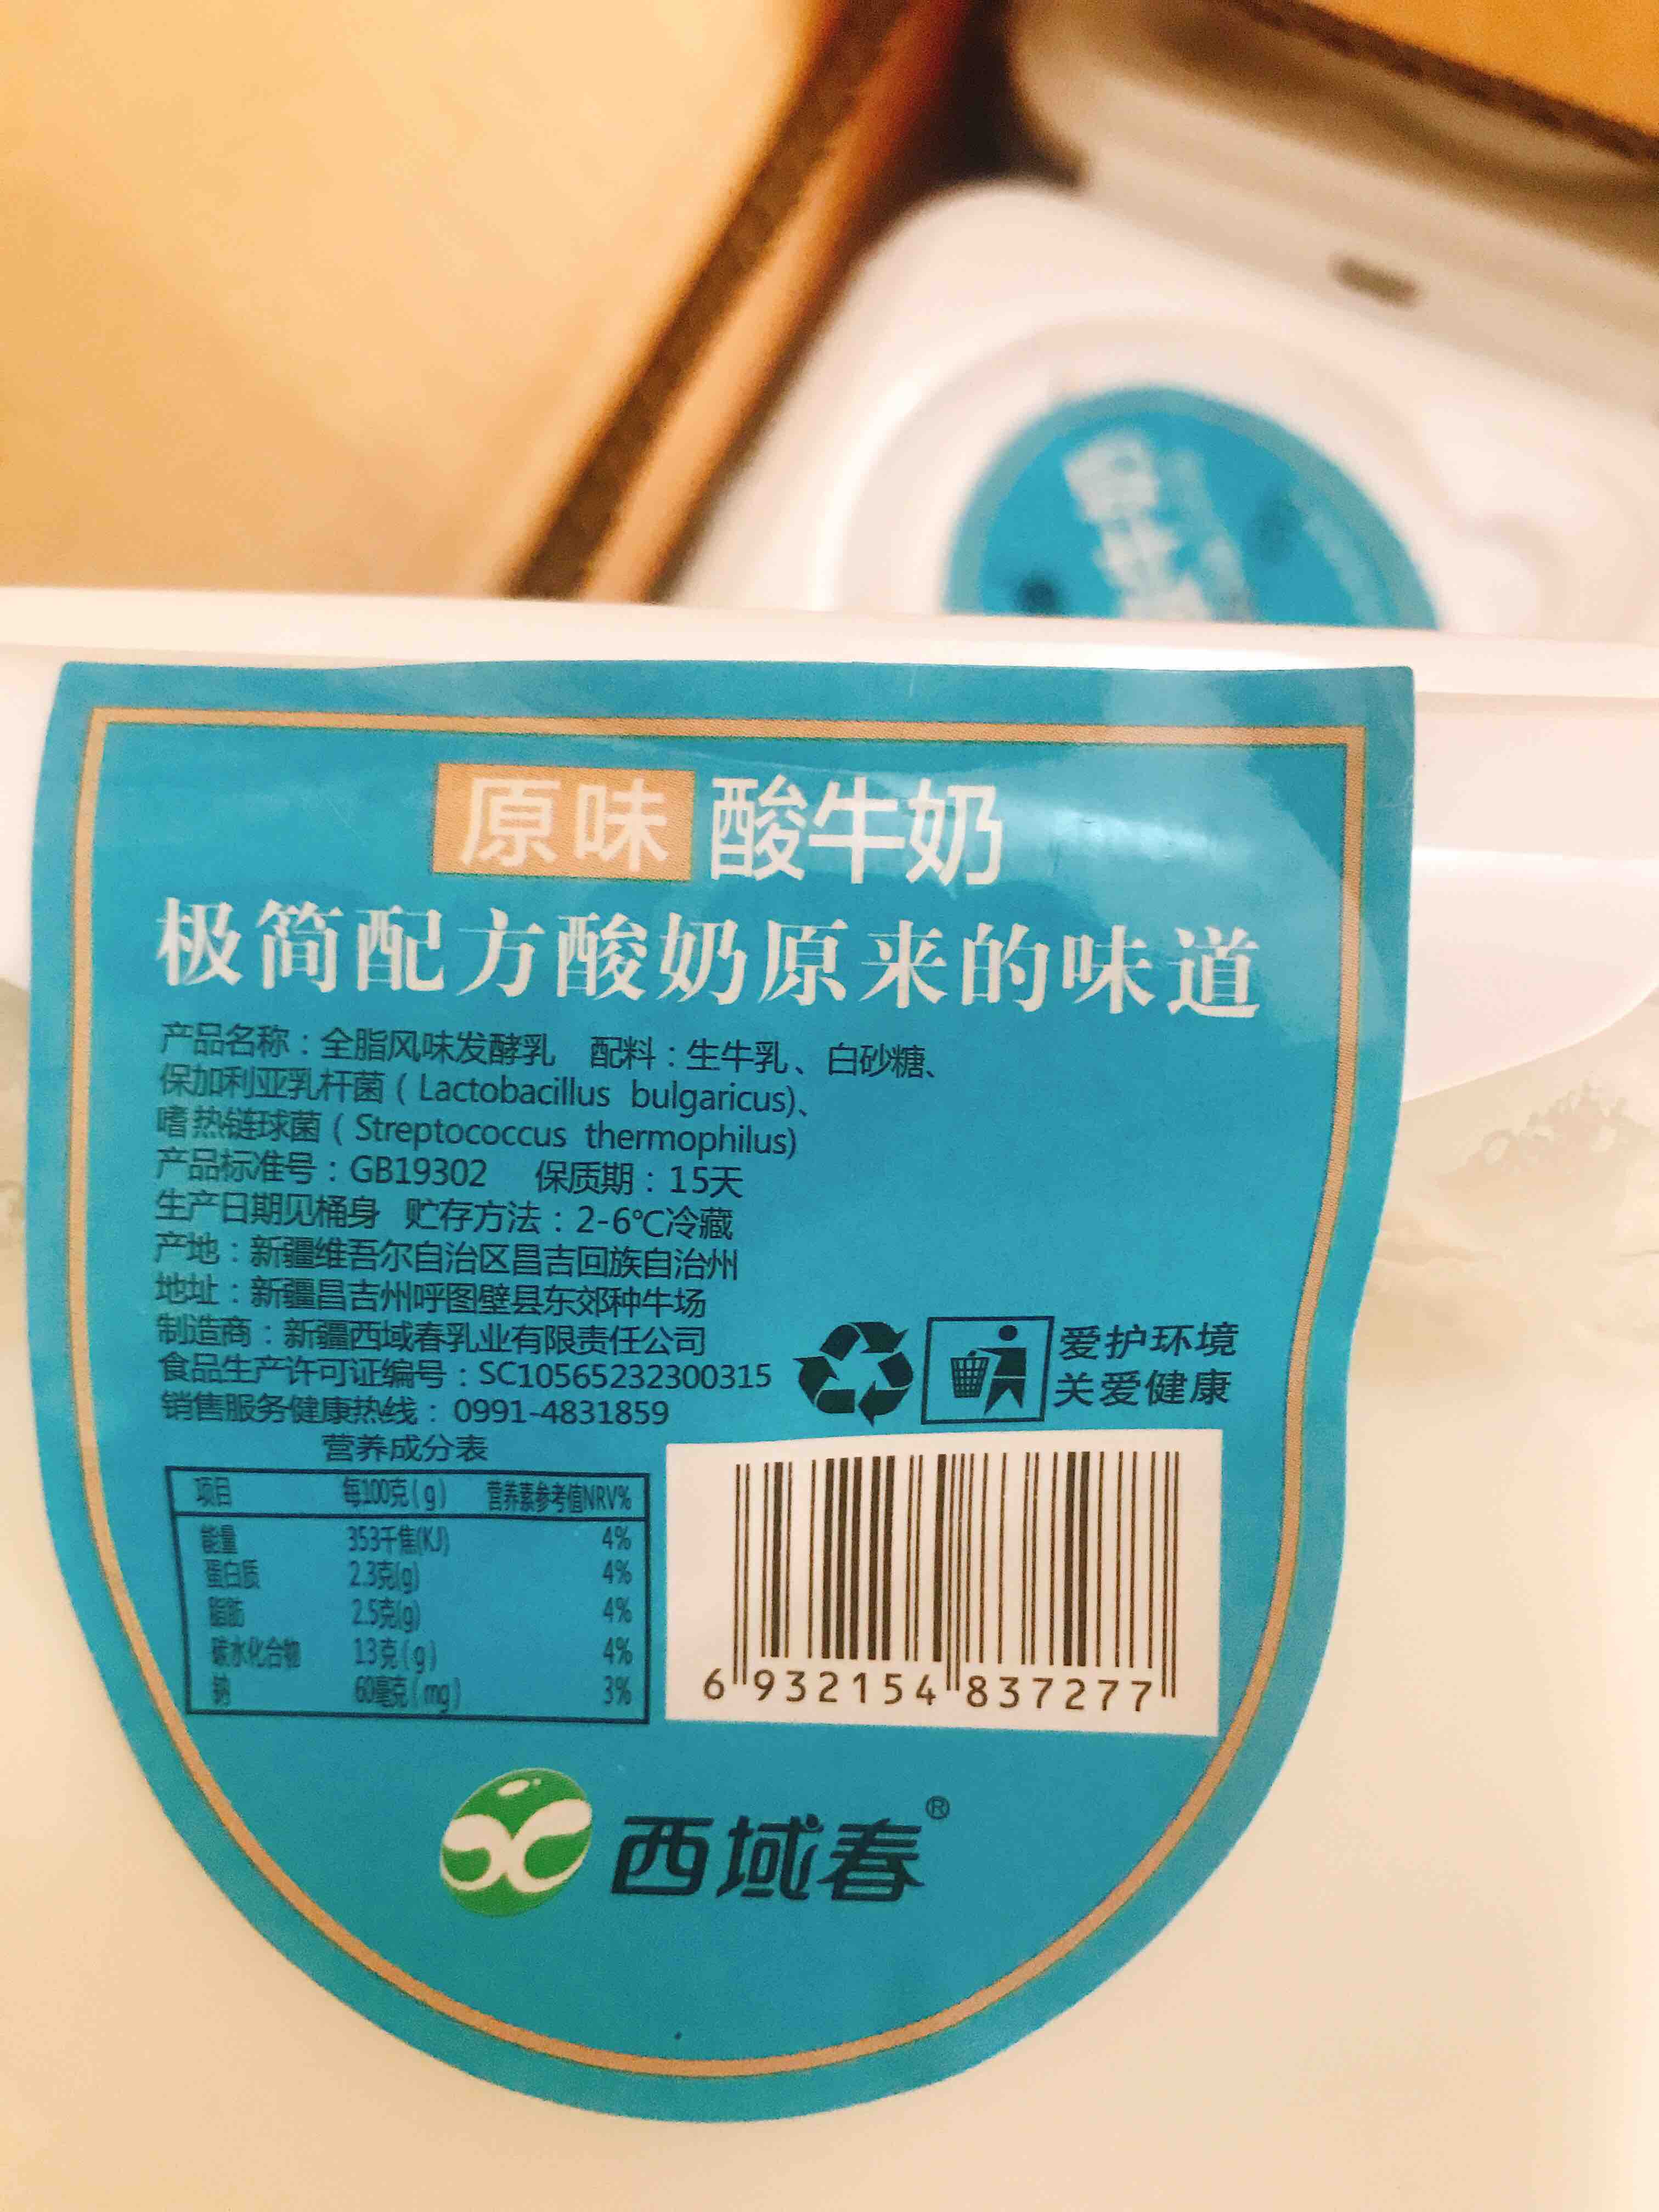 原味 酸牛奶
极简配方酸奶原来的味道
产品名称：全脂风味发酵乳 配料：生牛乳、白砂糖、
保加利亚乳杆菌（Lactobacillus bulgaricus)、
嗜热链球菌（Streptococcus thermophilus)
产品标准号：GB19302 保质期：15天
生产日期见桶身 贮存方法：2-6℃冷藏
产地：新疆维吾尔自治区昌吉回族自治州
地址：新疆昌吉州呼图壁县东郊种牛场
制造商：新疆西域春乳业有限责任公司
食品生产许可证编号：SC10565232300315
销售服务健康热线：0991-4831859
爱护环境
关爱健康
营养成分表
项目 每100克(g) 营养素参考值NRV%
能量 353千焦(KJ) 4%
蛋白质 2.3克(g) 4%
脂肪 2.5克(g) 4%
碳水化合物 13克(g) 4%
钠 60毫克(mg) 3%
6 932154 837277
西域春®